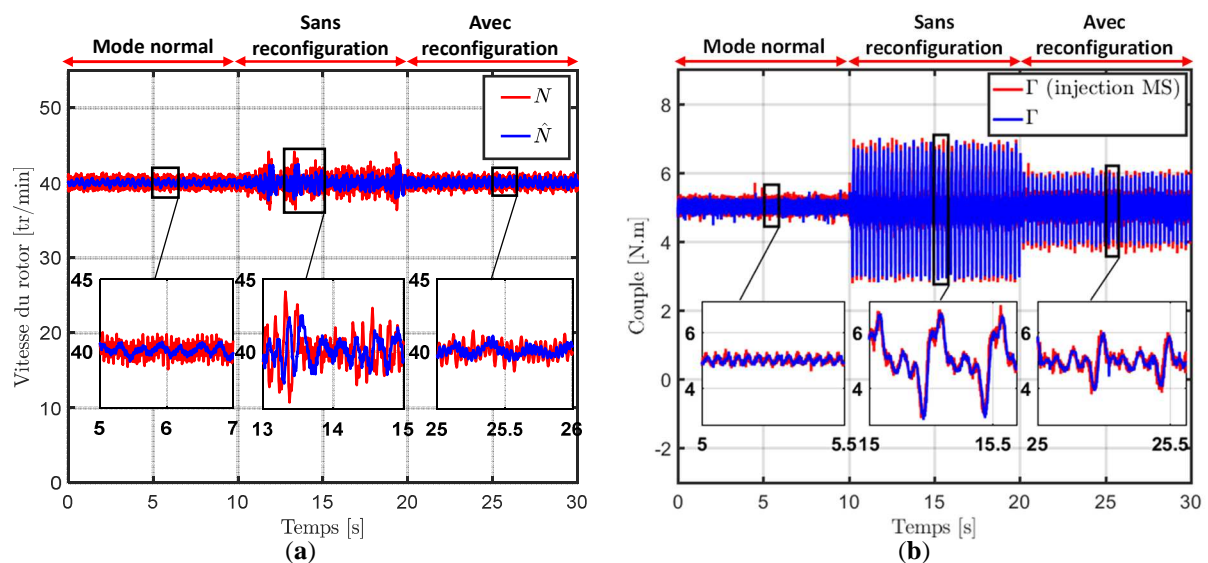 Sans
Avec
Mode normal
reconfiguration
reconfiguration
50
40
30
20
10
0
Vitesse du rotor [tr/min]
N
N̂
45
40
5
6
7
45
40
13
14
15
45
40
25
25.5
26
0
5
10
15
20
25
30
Temps [s]
(a)
Sans
Avec
Mode normal
reconfiguration
reconfiguration
8
6
4
2
0
-2
Couple [N.m]
Γ (injection MS)
Γ
6
4
5
5.5
6
4
15
15.5
6
4
25
25.5
0
5
10
15
20
25
30
Temps [s]
(b)